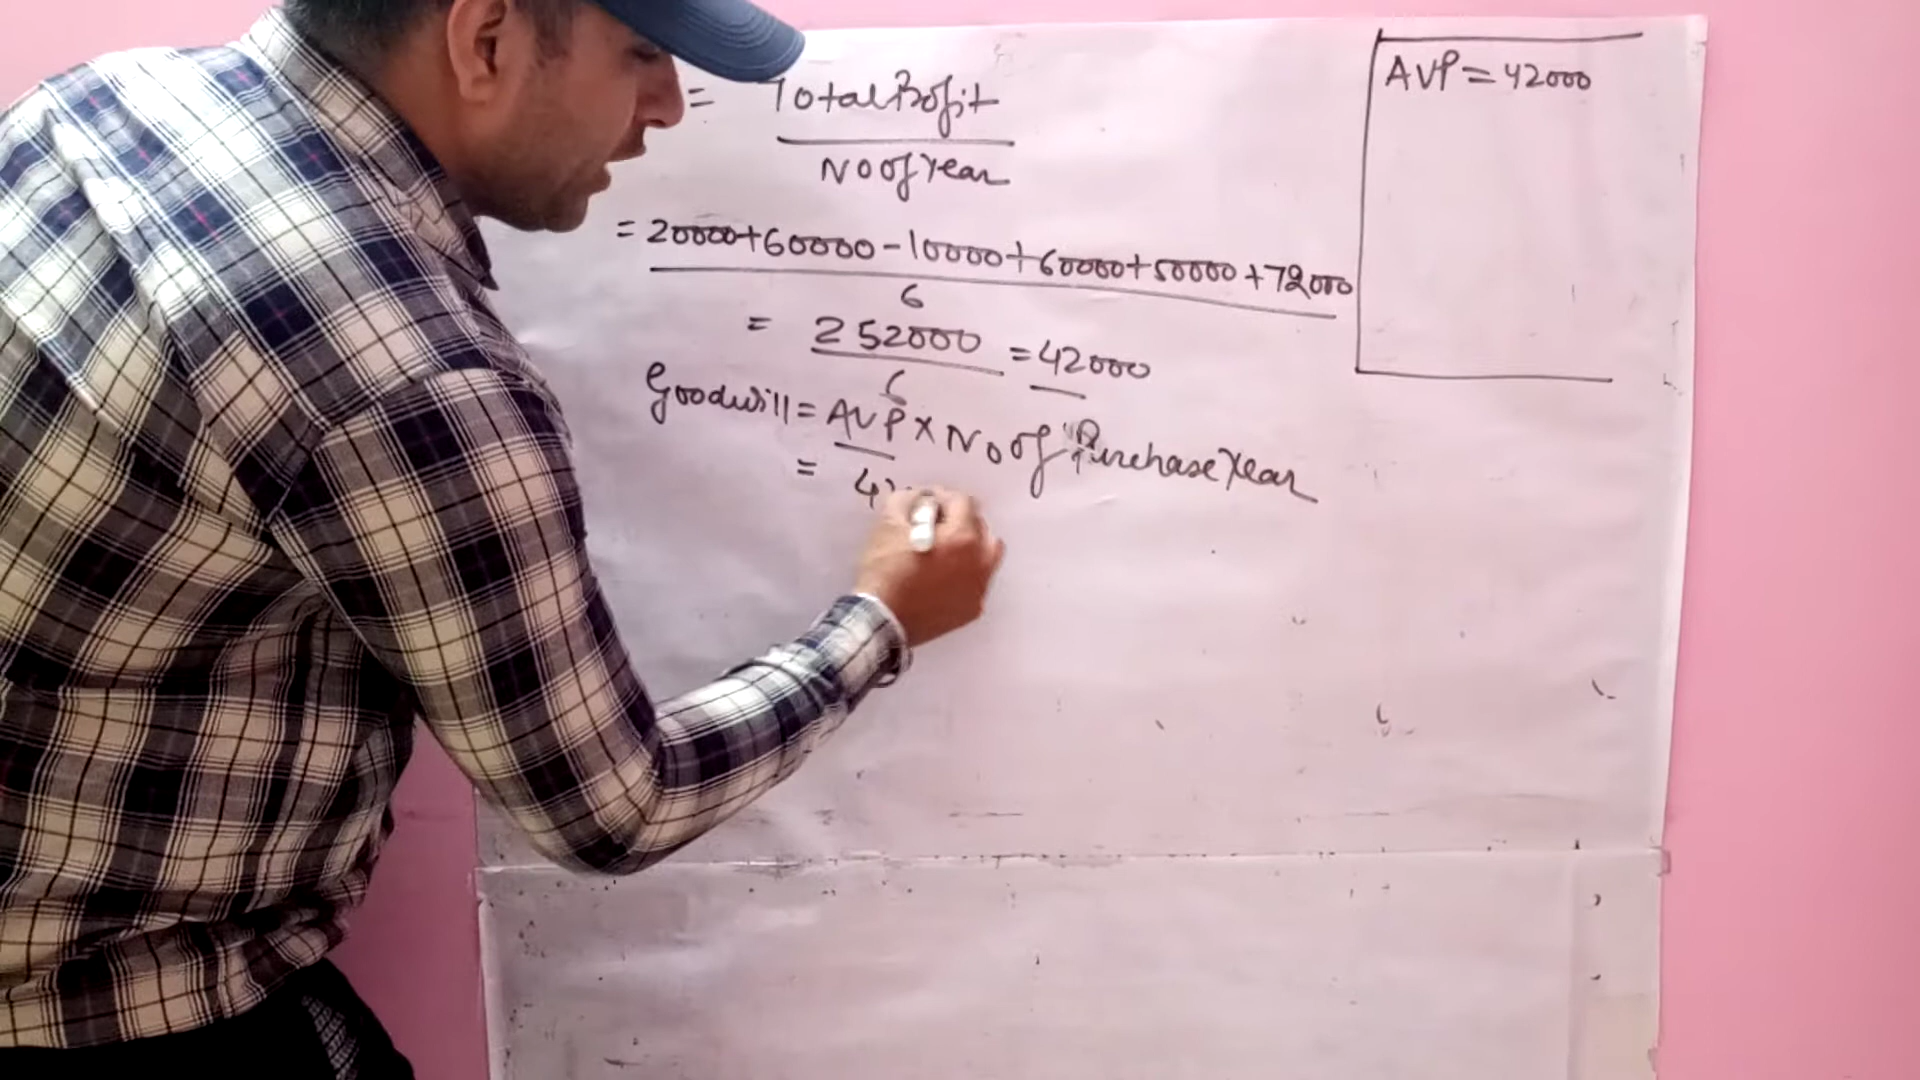 = Total Profit
No of Year
= 20000+60000-10000+60000+50000+72000
6
= 252000 = 42000
6
Goodwill = AVP × No of Purchase Year
= 42
AVP = 42000